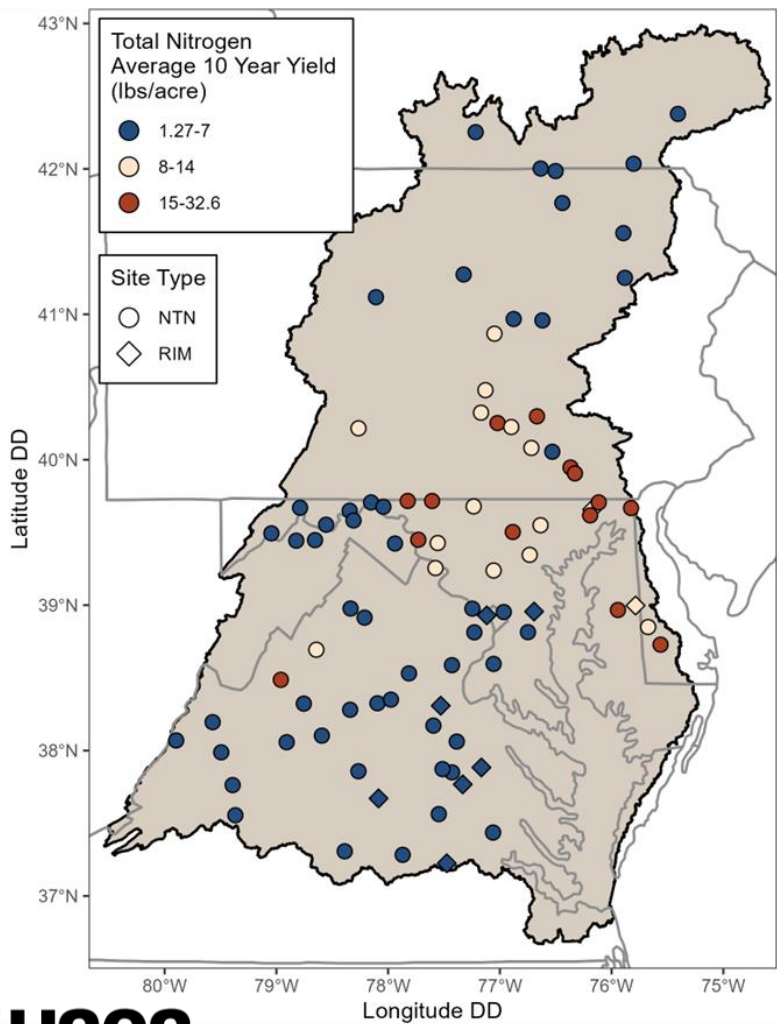 43°N
42°N
41°N
40°N
39°N
38°N
37°N
Latitude DD
Total Nitrogen
Average 10 Year Yield
(lbs/acre)
1.27-7
8-14
15-32.6
Site Type
NTN
RIM
80°W 79°W 78°W 77°W 76°W 75°W
Longitude DD